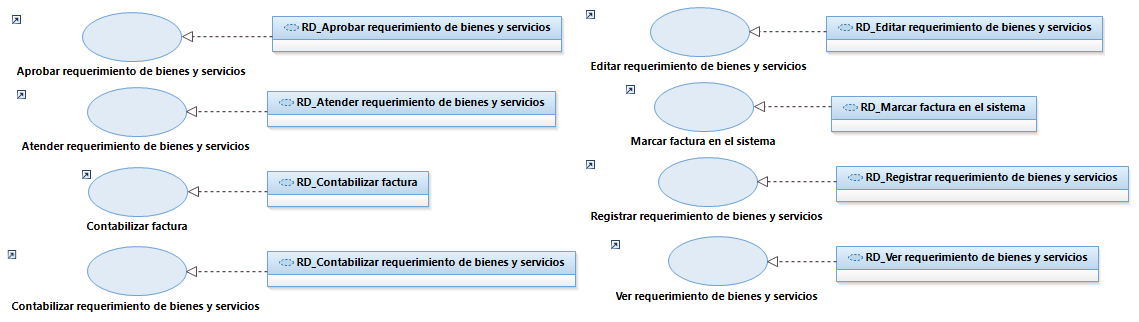 RD_Aprobar requerimiento de bienes y servicios
Aprobar requerimiento de bienes y servicios
RD_Atender requerimiento de bienes y servicios
Atender requerimiento de bienes y servicios
RD_Contabilizar factura
Contabilizar factura
RD_Contabilizar requerimiento de bienes y servicios
Contabilizar requerimiento de bienes y servicios
RD_Editar requerimiento de bienes y servicios
Editar requerimiento de bienes y servicios
RD_Marcar factura en el sistema
Marcar factura en el sistema
RD_Registrar requerimiento de bienes y servicios
Registrar requerimiento de bienes y servicios
RD_Ver requerimiento de bienes y servicios
Ver requerimiento de bienes y servicios